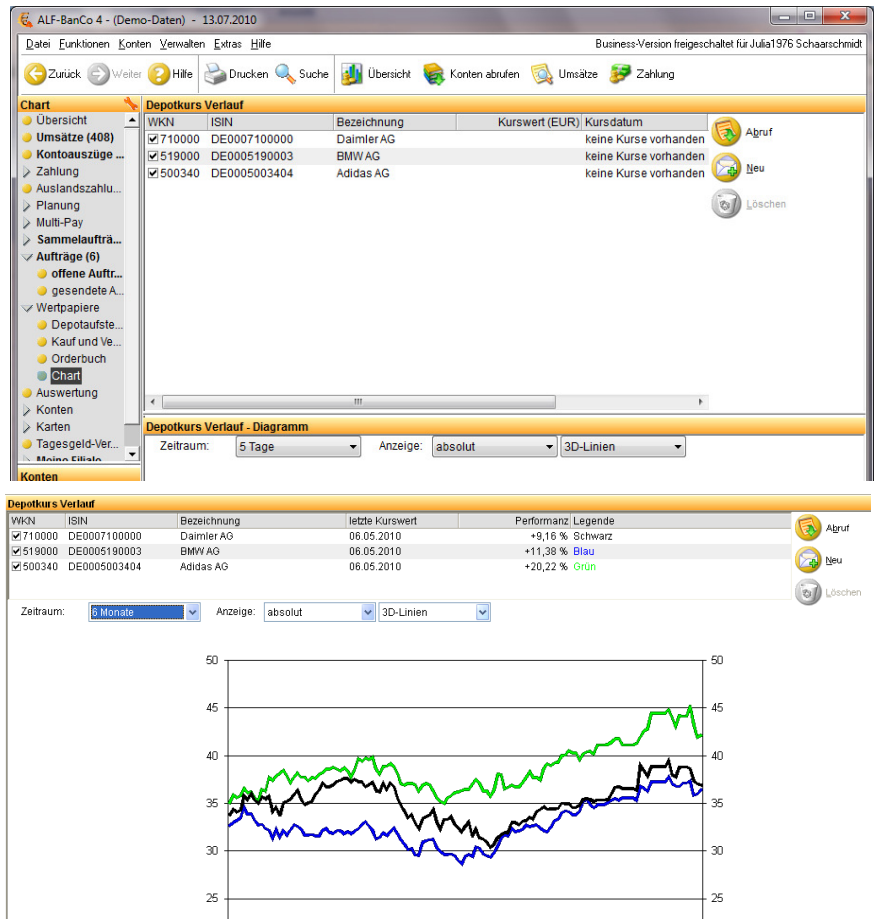 ALF-BanCo 4 - (Demo-Daten) - 13.07.2010
Datei Funktionen Konten Verwalten Extras Hilfe Business-Version freigeschaltet für Julia1976 Schaarschmidt
Zurück Weiter Hilfe Drucken Suche Übersicht Konten abrufen Umsätze Zahlung
Chart
Übersicht
Umsätze (408)
Kontoauszüge ...
Zahlung
Auslandszahlu...
Planung
Multi-Pay
Sammelaufträ...
Aufträge (6)
offene Auftr...
gesendete A...
Wertpapiere
Depotaufste...
Kauf und Ve...
Orderbuch
Chart
Auswertung
Konten
Karten
Tagesgeld-Ver...
Meine Filiale
Konten
Depotkurs Verlauf
WKN ISIN Bezeichnung Kurswert (EUR) Kursdatum
710000 DE0007100000 Daimler AG keine Kurse vorhanden
519000 DE0005190003 BMW AG keine Kurse vorhanden
500340 DE0005003404 Adidas AG keine Kurse vorhanden
Abruf
Neu
Löschen
Depotkurs Verlauf - Diagramm
Zeitraum: 5 Tage Anzeige: absolut 3D-Linien
Depotkurs Verlauf
WKN ISIN Bezeichnung letzte Kurswert Performanz Legende
710000 DE0007100000 Daimler AG 06.05.2010 +9,16 % Schwarz
519000 DE0005190003 BMW AG 06.05.2010 +11,38 % Blau
500340 DE0005003404 Adidas AG 06.05.2010 +20,22 % Grün
Abruf
Neu
Löschen
Zeitraum: 6 Monate Anzeige: absolut 3D-Linien
50 50
45 45
40 40
35 35
30 30
25 25